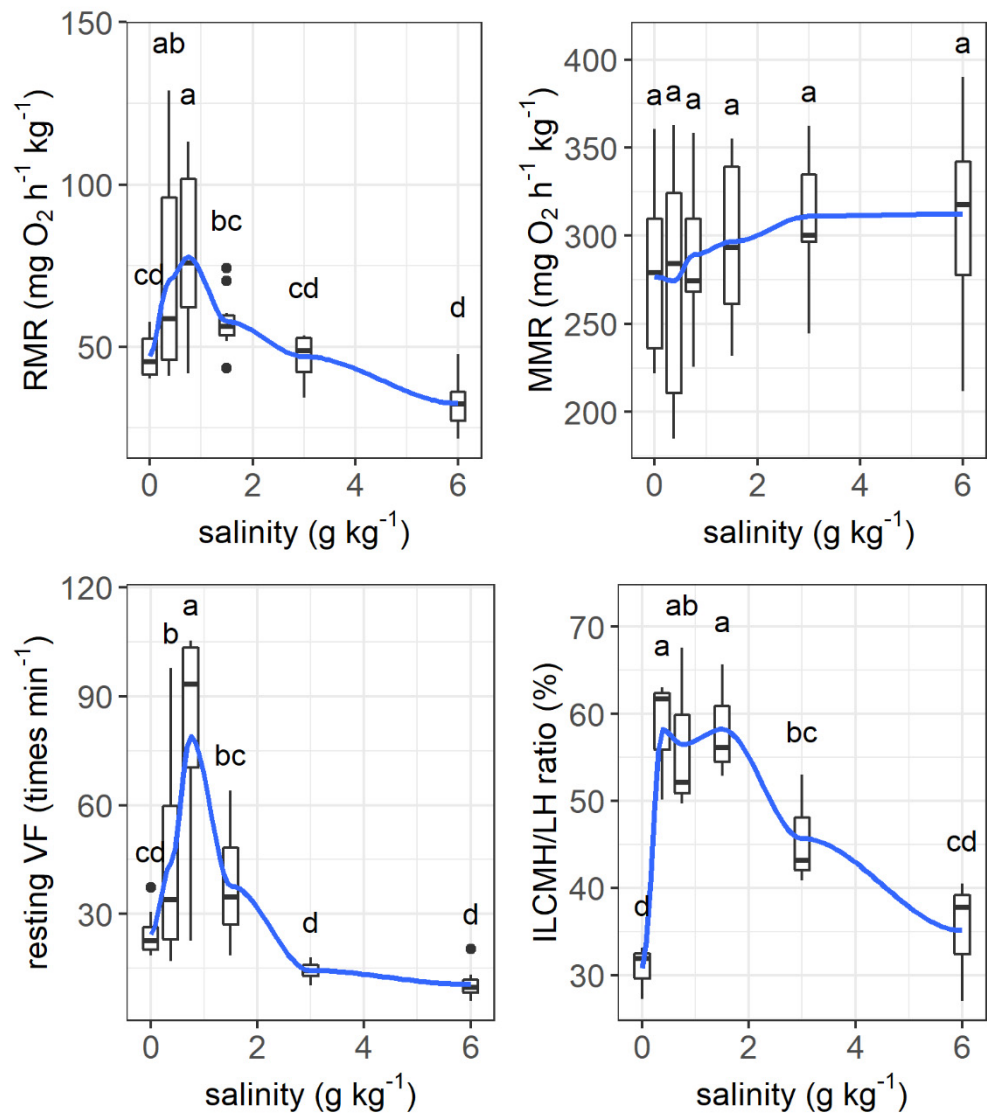 RMR (mg O₂ h⁻¹ kg⁻¹)
150
100
50
ab
a
bc
cd
cd
d
0 2 4 6
salinity (g kg⁻¹)
MMR (mg O₂ h⁻¹ kg⁻¹)
400
350
300
250
200
a a a a a a
0 2 4 6
salinity (g kg⁻¹)
resting VF (times min⁻¹)
120
90
60
30
a
b
bc
cd
d d
0 2 4 6
salinity (g kg⁻¹)
ILCMH/LH ratio (%)
70
60
50
40
30
ab
a a
bc
cd
d
0 2 4 6
salinity (g kg⁻¹)